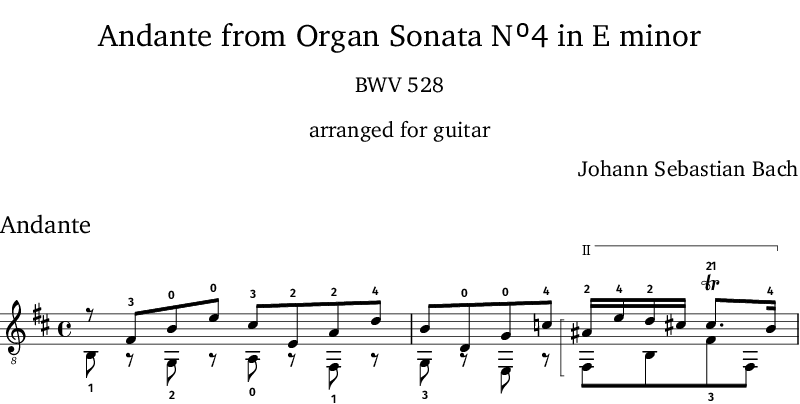 Andante from Organ Sonata Nº4 in E minor
BWV 528
arranged for guitar
Johann Sebastian Bach
Andante
II
21
2 4 2 tr 4
3 0 0 3 2 2 4 0 0 4
8
1 2 0 1 3 3